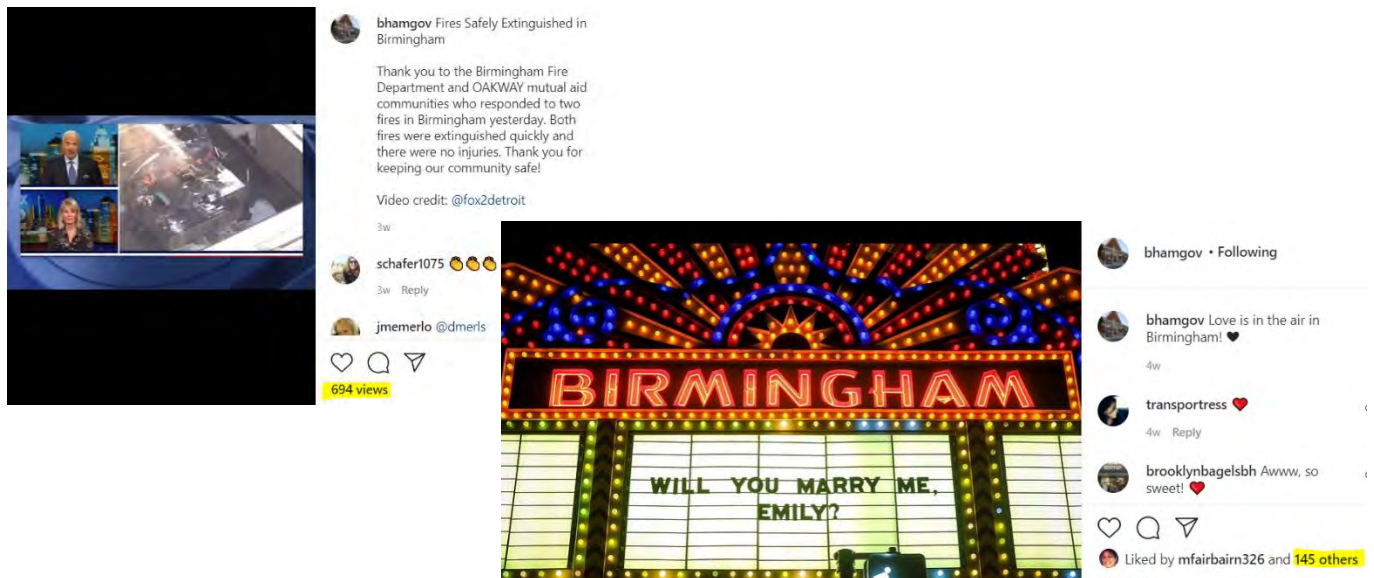 bhamgov Fires Safely Extinguished in
Birmingham
Thank you to the Birmingham Fire
Department and OAKWAY mutual aid
communities who responded to two
fires in Birmingham yesterday. Both
fires were extinguished quickly and
there were no injuries. Thank you for
keeping our community safe!
Video credit: @fox2detroit
3w
schafer1075 👏👏👏
3w Reply
jmemerlo @dmerls
694 views
BIRMINGHAM
WILL YOU MARRY ME,
EMILY?
bhamgov • Following
bhamgov Love is in the air in
Birmingham! 🖤
4w
transportress ❤️
4w Reply
brooklynbagelsbh Awww, so
sweet! ❤️
Liked by mfairbairn326 and 145 others